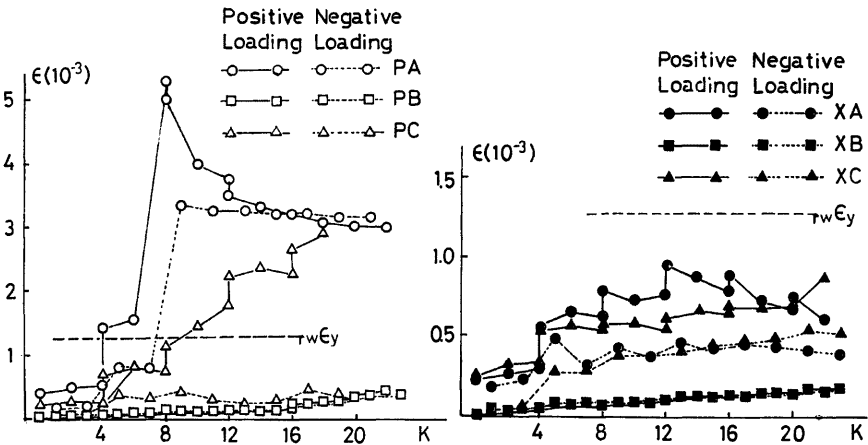 Positive Negative
Loading Loading
PA
PB
PC
ϵ(10⁻³)
5
4
3
2
1
ᵣwϵy
4 8 12 16 20 K
Positive Negative
Loading Loading
XA
XB
XC
ϵ(10⁻³)
1.5
1.0
0.5
ᵣwϵy
4 8 12 16 20 K